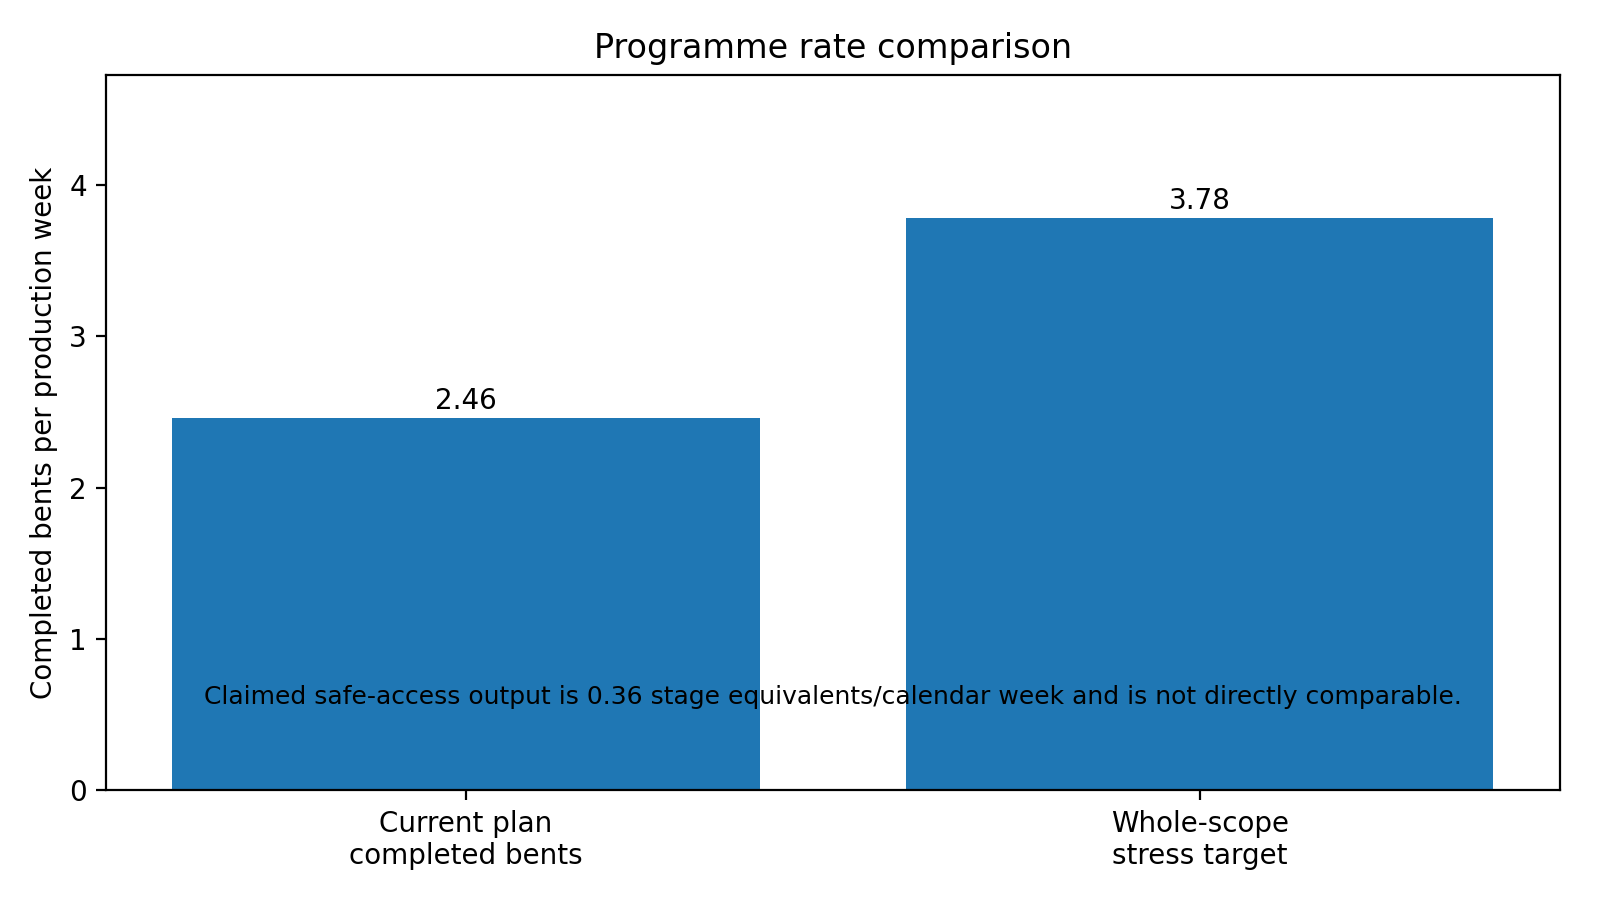 Programme rate comparison
Completed bents per production week
4
3
2
1
0
2.46
3.78
Claimed safe-access output is 0.36 stage equivalents/calendar week and is not directly comparable.
Current plan
completed bents
Whole-scope
stress target